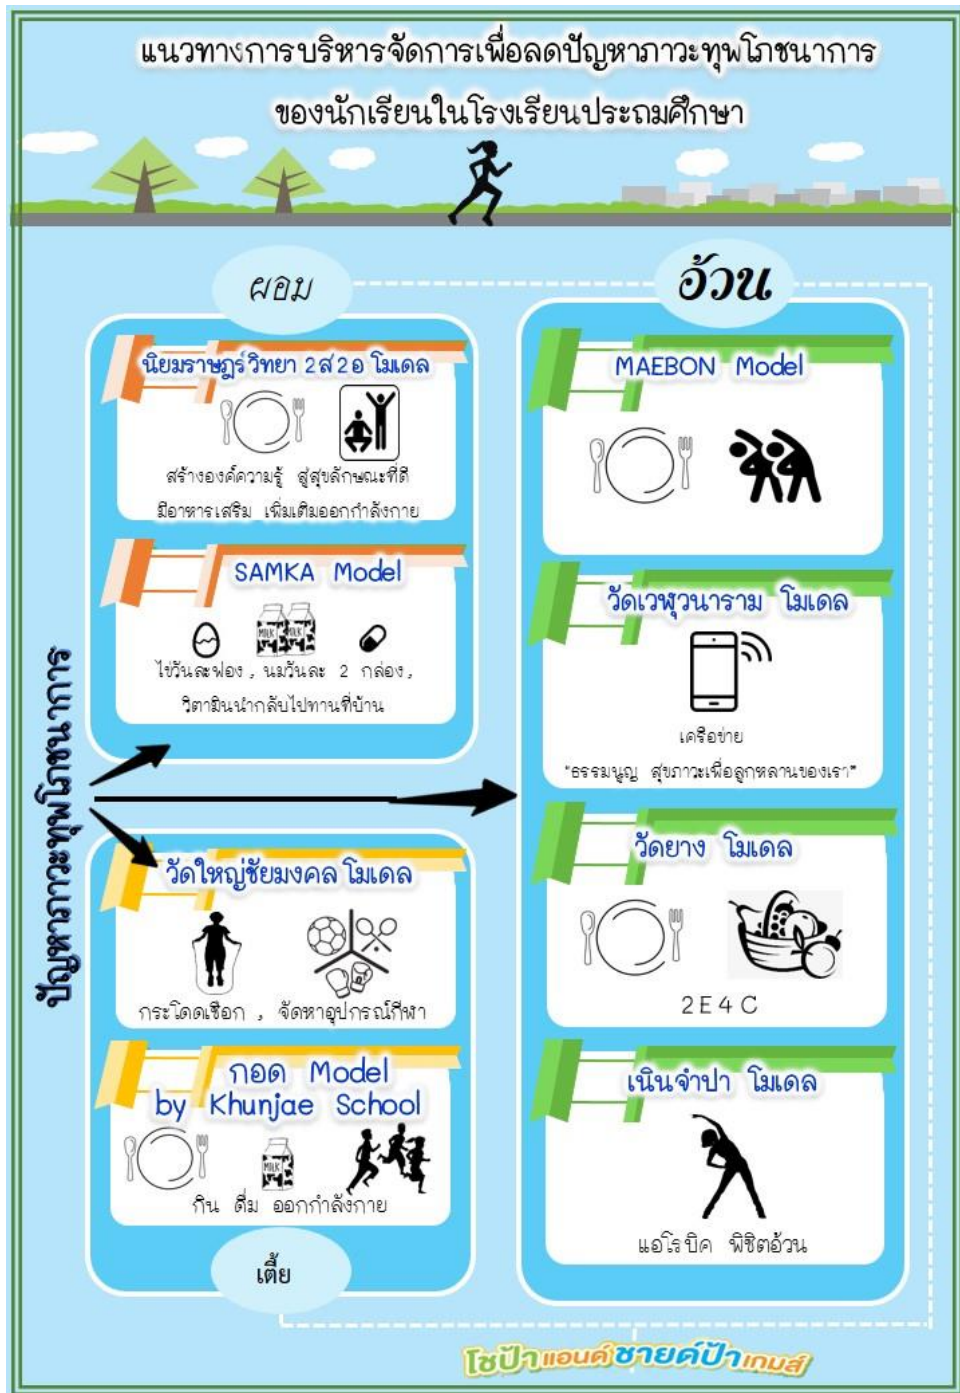 แนวทางการบริหารจัดการเพื่อลดปัญหาภาวะทุพโภชนาการ
ของนักเรียนในโรงเรียนประถมศึกษา
ปัญหาภาวะทุพโภชนาการ
ผอม
นิยมราษฎร์วิทยา 2ส2อ โมเดล
สร้างองค์ความรู้ สู่สุขลักษณะที่ดี
มีอาหารเสริม เพิ่มเติมออกกำลังกาย
SAMKA Model
MILK MILK
ไข่วันละฟอง, นมวันละ 2 กล่อง,
วิตามินนำกลับไปทานที่บ้าน
วัดใหญ่ชัยมงคล โมเดล
กระโดดเชือก , จัดหาอุปกรณ์กีฬา
กอด Model
by Khunjae School
MILK
กิน ดื่ม ออกกำลังกาย
เตี้ย
อ้วน
MAEBON Model
วัดเวฬุวนาราม โมเดล
เครือข่าย
"ธรรมนูญ สุขภาวะเพื่อลูกหลานของเรา"
วัดยาง โมเดล
2E4C
เนินจำปา โมเดล
แอโรบิค พิชิตอ้วน
โชป้าแอนด์ชายด์ป้าเกมส์